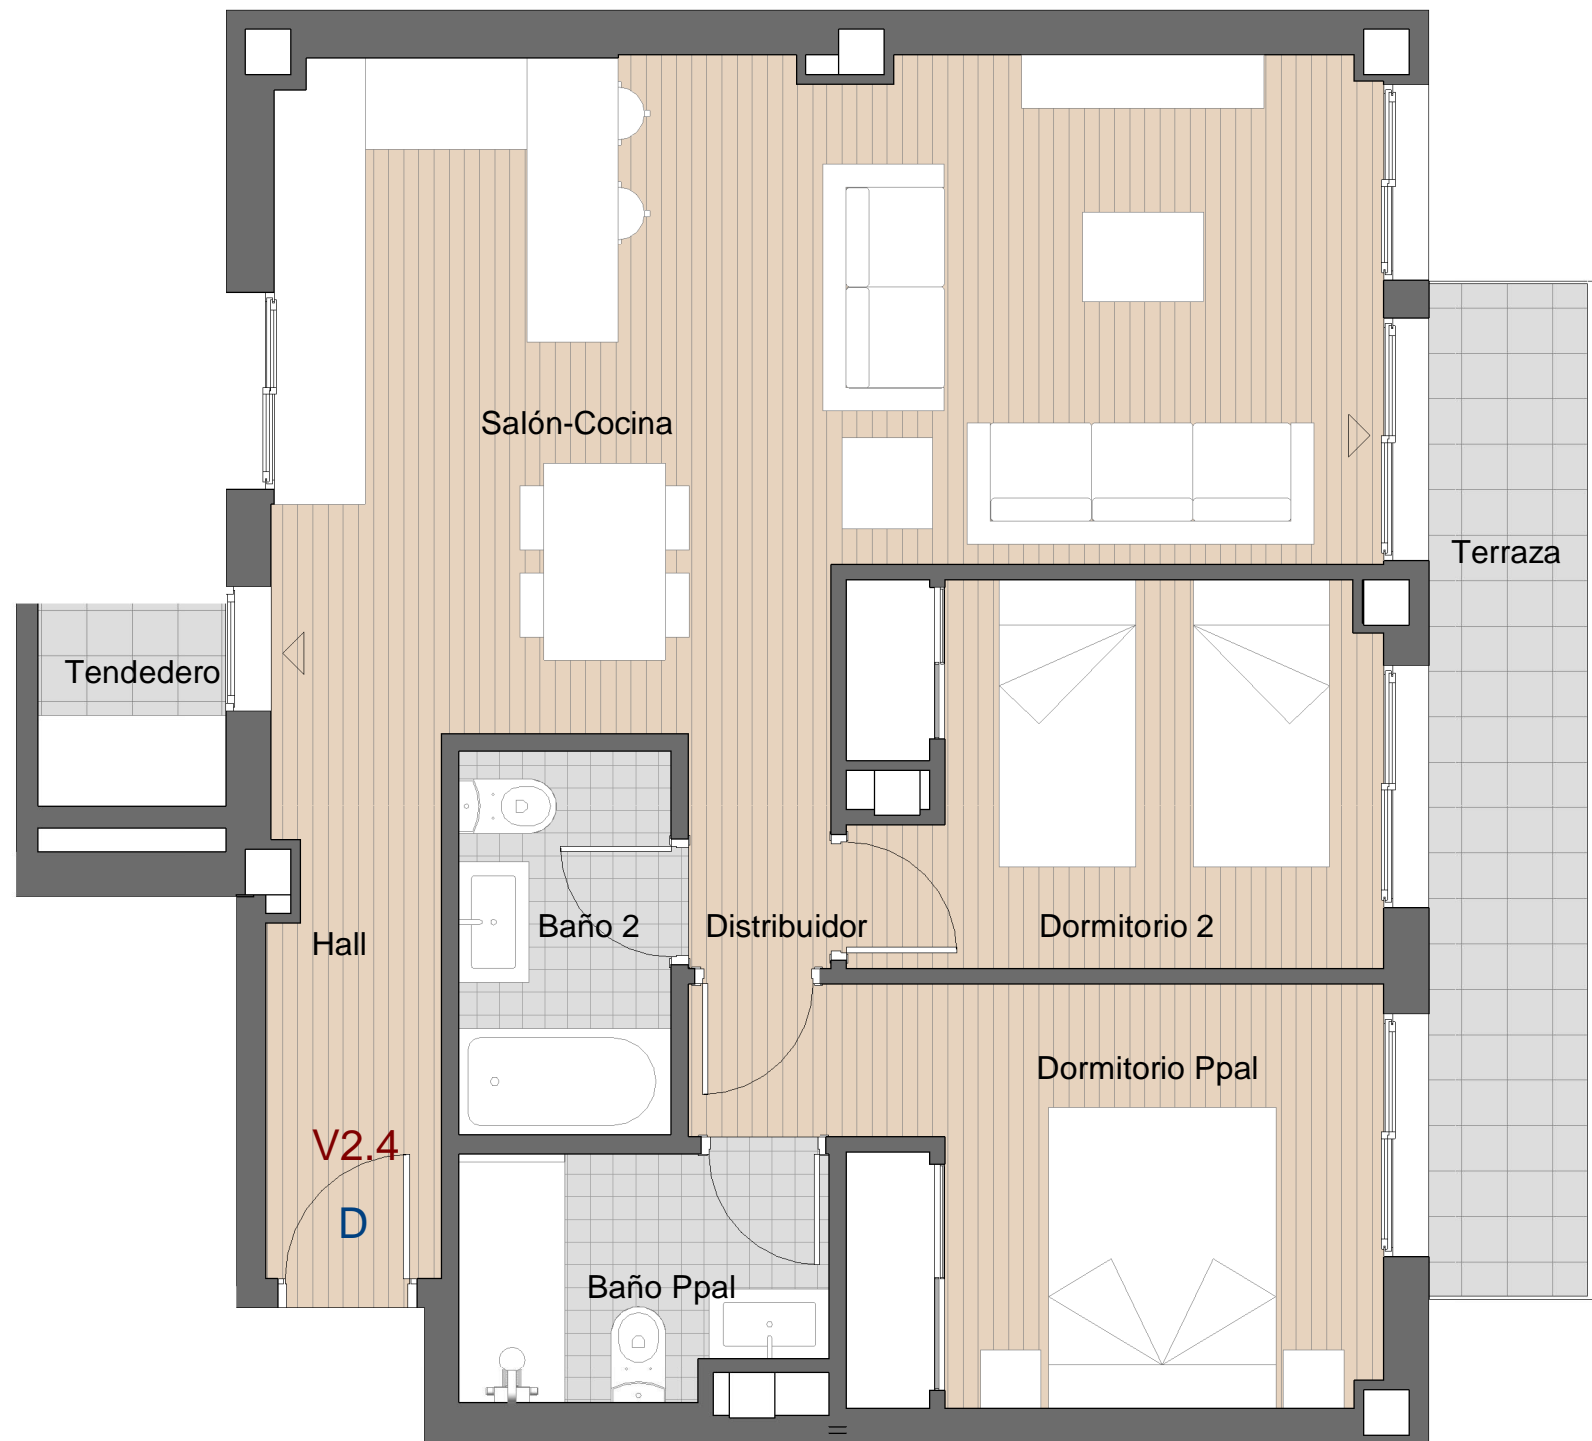 Salón-Cocina
Terraza
Tendedero
Baño 2
Distribuidor
Dormitorio 2
Hall
Dormitorio Ppal
V2.4
D
Baño Ppal